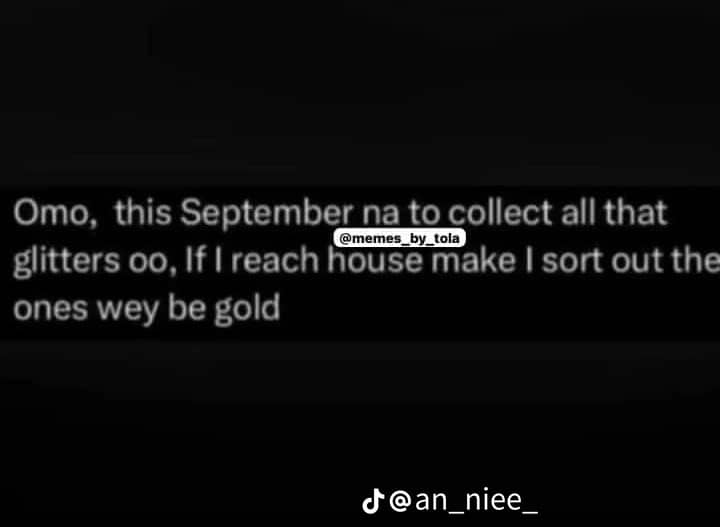 Omo, this September na to collect all that
@memes_by_tola
glitters oo, If I reach house make I sort out the
ones wey be gold
@an_niee_